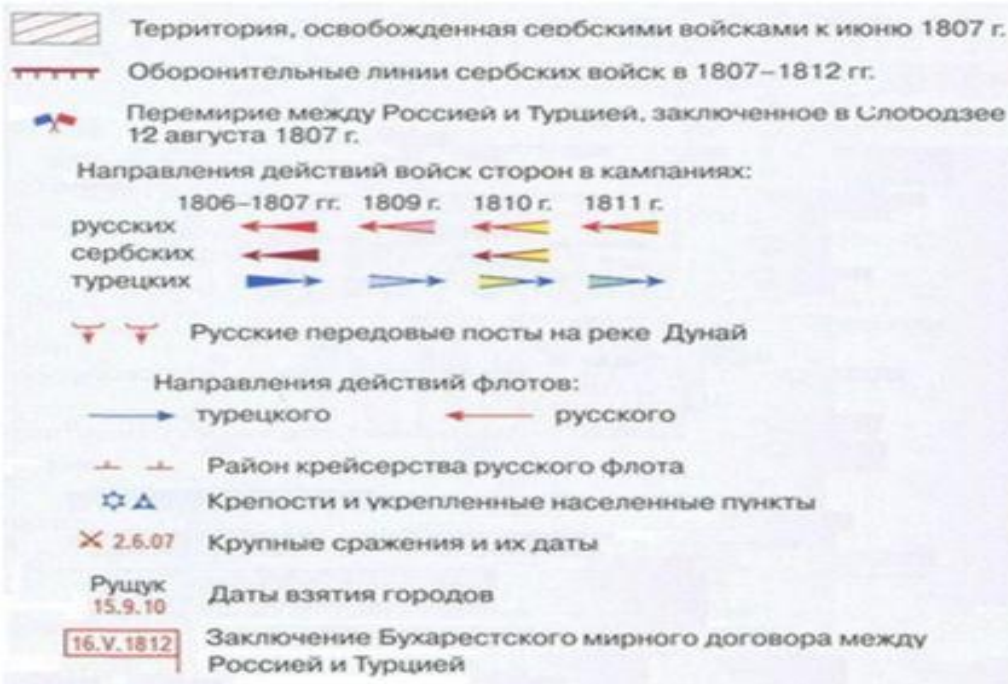 Территория, освобожденная сербскими войсками к июню 1807 г.
Оборонительные линии сербских войск в 1807–1812 гг.
Перемирие между Россией и Турцией, заключенное в Слободзее
12 августа 1807 г.
Направления действий войск сторон в кампаниях:
1806–1807 гг. 1809 г. 1810 г. 1811 г.
русских
сербских
турецких
Русские передовые посты на реке Дунай
Направления действий флотов:
турецкого русского
Район крейсерства русского флота
Крепости и укрепленные населенные пункты
2.6.07 Крупные сражения и их даты
Рущук
15.9.10 Даты взятия городов
16.V.1812 Заключение Бухарестского мирного договора между
Россией и Турцией